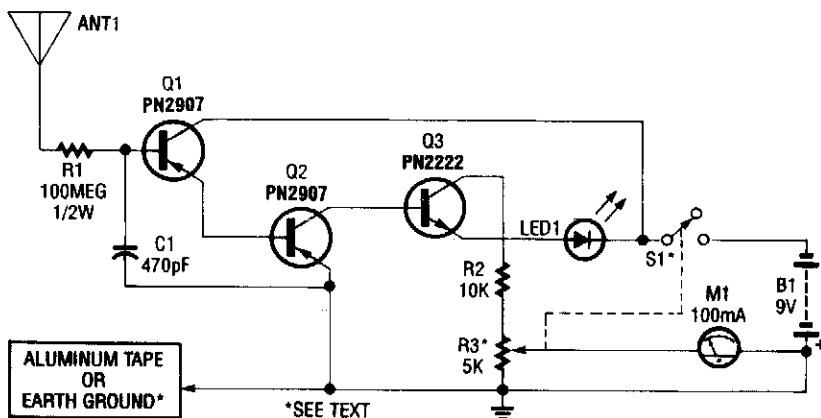 ANT1
Q1
PN2907
Q3
PN2222
Q2
PN2907
R1
100MEG
1/2W
LED1
C1
470pF
R2
10K
S1*
M1
100mA
B1
9V
+
R3*
5K
ALUMINUM TAPE
OR
EARTH GROUND*
*SEE TEXT